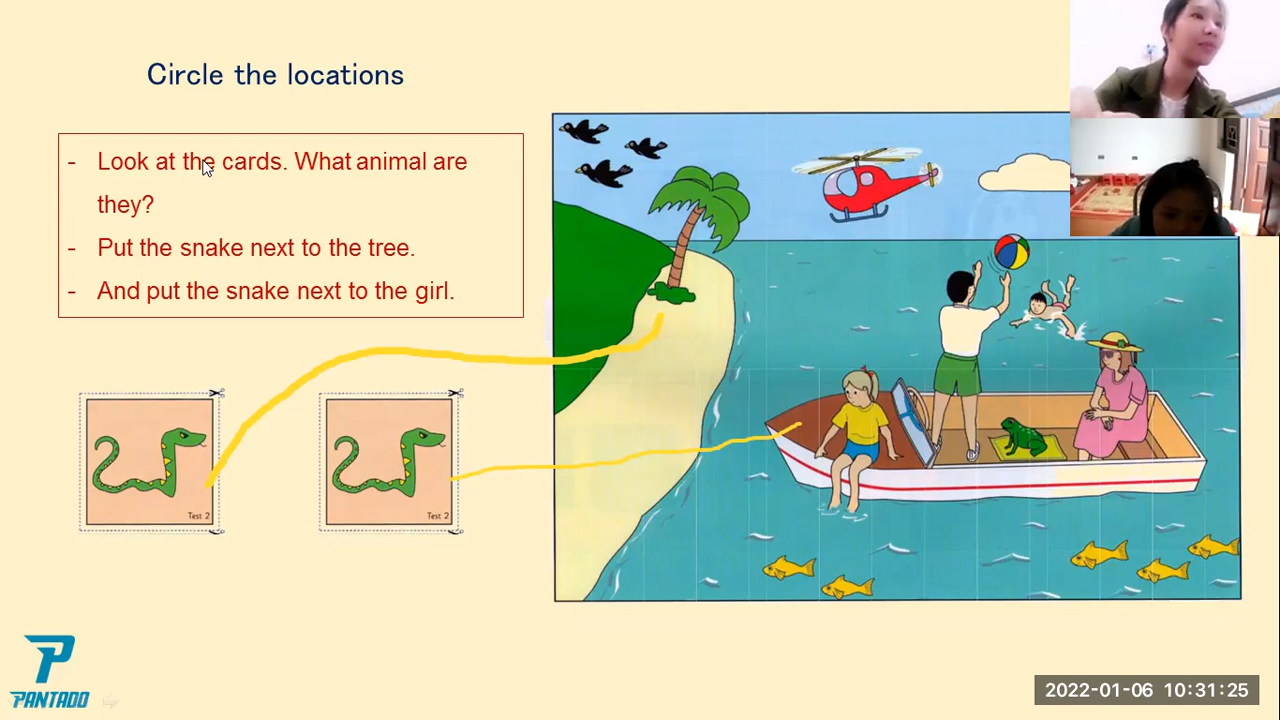 Circle the locations
- Look at the cards. What animal are
they?
- Put the snake next to the tree.
- And put the snake next to the girl.
Test 2
Test 2
PANTADO
2022-01-06 10:31:25